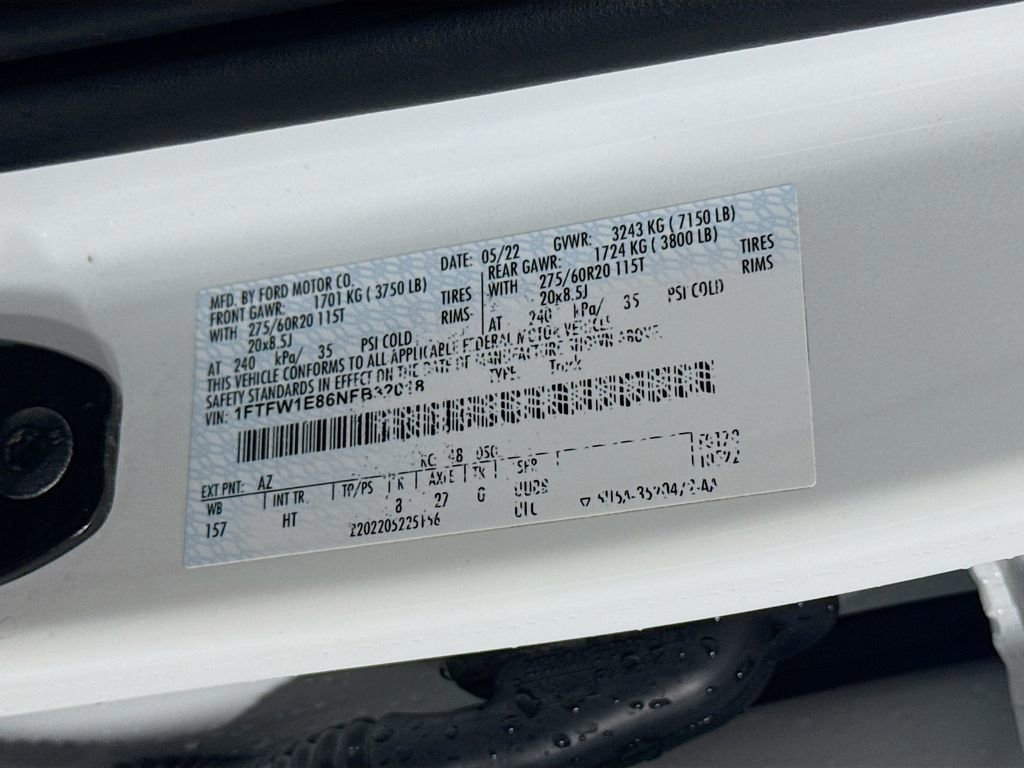 MFD. BY FORD MOTOR CO. DATE: 05/22 GVWR: 3243 KG ( 7150 LB)
FRONT GAWR: 1701 KG ( 3750 LB) REAR GAWR: 1724 KG ( 3800 LB)
WITH 275/60R20 115T TIRES WITH 275/60R20 115T TIRES
20x8.5J RIMS 20x8.5J RIMS
AT 240 kPa/ 35 PSI COLD AT 240 kPa/ 35 PSI COLD
THIS VEHICLE CONFORMS TO ALL APPLICABLE FEDERAL MOTOR VEHICLE
SAFETY STANDARDS IN EFFECT ON THE DATE OF MANUFACTURE SHOWN ABOVE
VIN: TYPE: Truck
EXT PNT: AZ RC: 48
WB INT TR. TP/PS R AXLE TR
157 HT 8 27